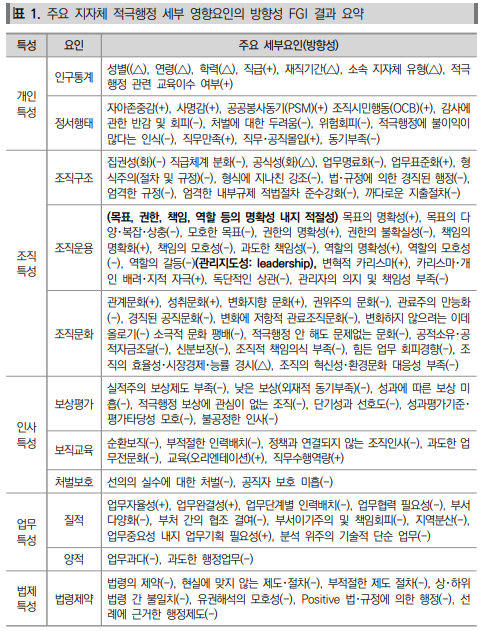 표 1. 주요 지자체 적극행정 세부 영향요인의 방향성 FGI 결과 요약
특성 요인 주요 세부요인(방향성)
개인 특성
인구통계
성별((△), 연령(△), 학력(△), 직급(+), 재직기간(△), 소속 지자체 유형(△), 적극
행정 관련 교육이수 여부(+)
정서행태
자아존중감(+), 사명감(+), 공공봉사동기(PSM)(+) 조직시민행동(OCB)(+), 감사에
관한 반감 및 회피(-), 처벌에 대한 두려움(-), 위험회피(-), 적극행정에 불이익이
많다는 인식(-), 직무만족(+), 직무·공직몰입(+), 동기부족(-)
조직 특성
조직구조
집권성(화)(-) 직급체계 분화(-), 공식성(화)(△), 업무명료화(-), 업무표준화(+), 형
식주의(절차 및 규정)(-), 형식에 지나친 강조(-), 법·규정에 의한 경직된 행정(-),
엄격한 규정(-), 엄격한 내부규제 적법절차 준수강화(-), 까다로운 지출절차(-)
조직운용
(목표, 권한, 책임, 역할 등의 명확성 내지 적절성) 목표의 명확성(+), 목표의 다
양·복잡·상충(-), 모호한 목표(-), 권한의 명확성(+), 권한의 불확실성(-), 책임의
명확화(+), 책임의 모호성(-), 과도한 책임성(-), 역할의 명확성(+), 역할의 모호성
(-), 역할의 갈등(-)(관리지도성: leadership), 변혁적 카리스마(+), 카리스마·개
인 배려·지적 자극(+), 독단적인 상관(-), 관리자의 의지 및 책임성 부족(-)
조직문화
관계문화(+), 성취문화(+), 변화지향 문화(+), 권위주의 문화(-), 관료주의 만능화
(-), 경직된 공직문화(-), 변화에 저항적 관료조직문화(-), 변화하지 않으려는 이데
올로기(-) 소극적 문화 팽배(-), 적극행정 안 해도 문제없는 문화(-), 공적소유·공
적자금조달(-), 신분보장(-), 조직적 책임의식 부족(-), 힘든 업무 회피경향(-), 조
직의 효율성·시장경제·능률 경시(△), 조직의 혁신성·환경문화 대응성 부족(-)
인사 특성
보상평가
실적주의 보상제도 부족(-), 낮은 보상(외재적 동기부족)(-), 성과에 따른 보상 미
흡(-), 적극행정 보상에 관심이 없는 조직(-), 단기성과 선호도(-), 성과평가기준·
평가타당성 모호(-), 불공정한 인사(-)
보직교육
순환보직(-), 부적절한 인력배치(-), 정책과 연결되지 않는 조직인사(-), 과도한 업
무전문화(-), 교육(오리엔테이션)(+), 직무수행역량(+)
처벌보호
선의의 실수에 대한 처벌(-), 공직자 보호 미흡(-)
업무 특성
질적
업무자율성(+), 업무완결성(+), 업무단계별 인력배치(-), 업무협력 필요성(-), 부서
다양화(-), 부처 간의 협조 결여(-), 부서이기주의 및 책임회피(-), 지역분산(-),
업무중요성 내지 업무기획 필요성(+), 분석 위주의 기술적 단순 업무(-)
양적
업무과다(-), 과도한 행정업무(-)
법제 특성
법령제약
법령의 제약(-), 현실에 맞지 않는 제도·절차(-), 부적절한 제도 절차(-), 상·하위
법령 간 불일치(-), 유권해석의 모호성(-), Positive 법·규정에 의한 행정(-), 선
례에 근거한 행정제도(-)